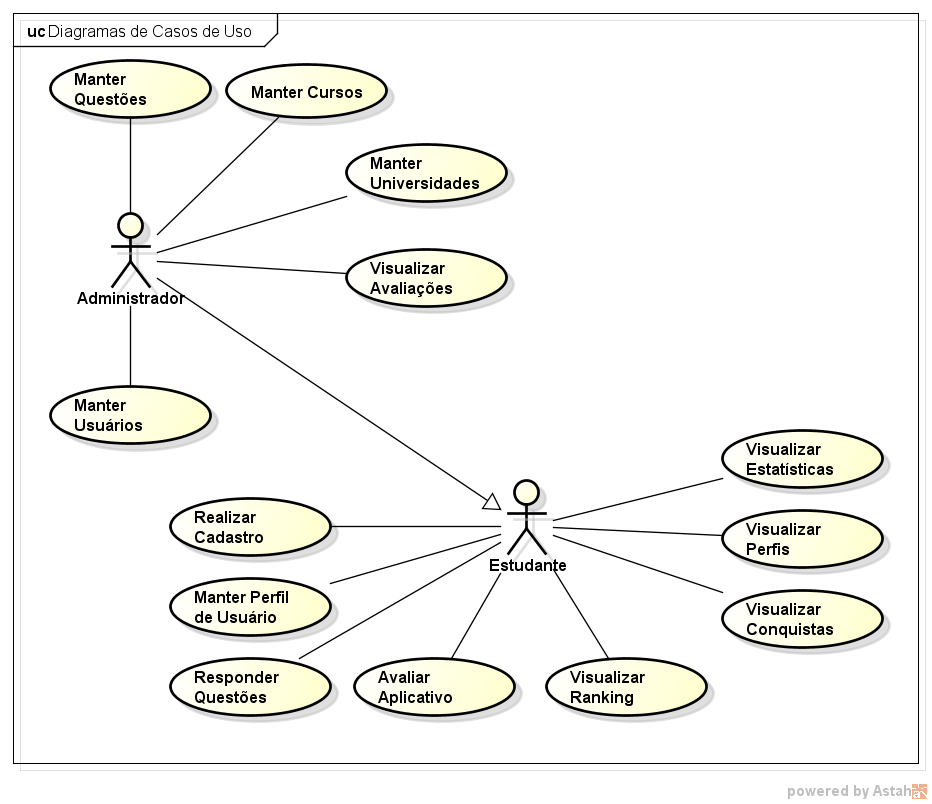 uc Diagramas de Casos de Uso
Manter
Questões
Manter Cursos
Manter
Universidades
Visualizar
Avaliações
Administrador
Manter
Usuários
Visualizar
Estatísticas
Realizar
Cadastro
Visualizar
Perfis
Estudante
Manter Perfil
de Usuário
Visualizar
Conquistas
Responder
Questões
Avaliar
Aplicativo
Visualizar
Ranking
powered by Astah